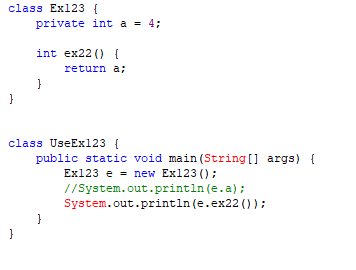 class Ex123 {
    private int a = 4;

    int ex22() {
        return a;
    }
}


class UseEx123 {
    public static void main(String[] args) {
        Ex123 e = new Ex123();
        //System.out.println(e.a);
        System.out.println(e.ex22());
    }
}